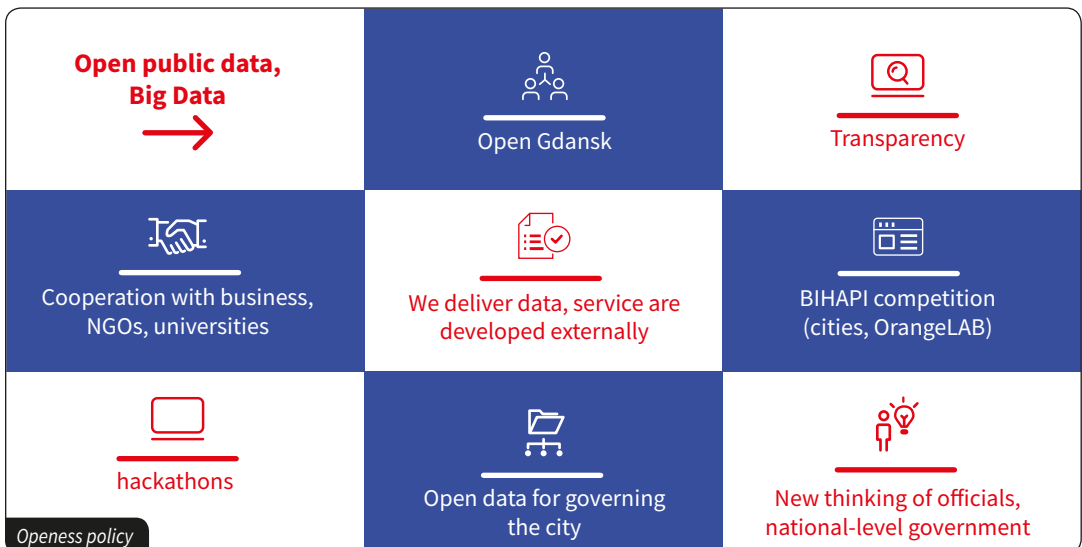 Open public data,
Big Data
Open Gdansk
Transparency
Cooperation with business,
NGOs, universities
We deliver data, service are
developed externally
BIHAPI competition
(cities, OrangeLAB)
hackathons
Open data for governing
the city
New thinking of officials,
national-level government
Openess policy